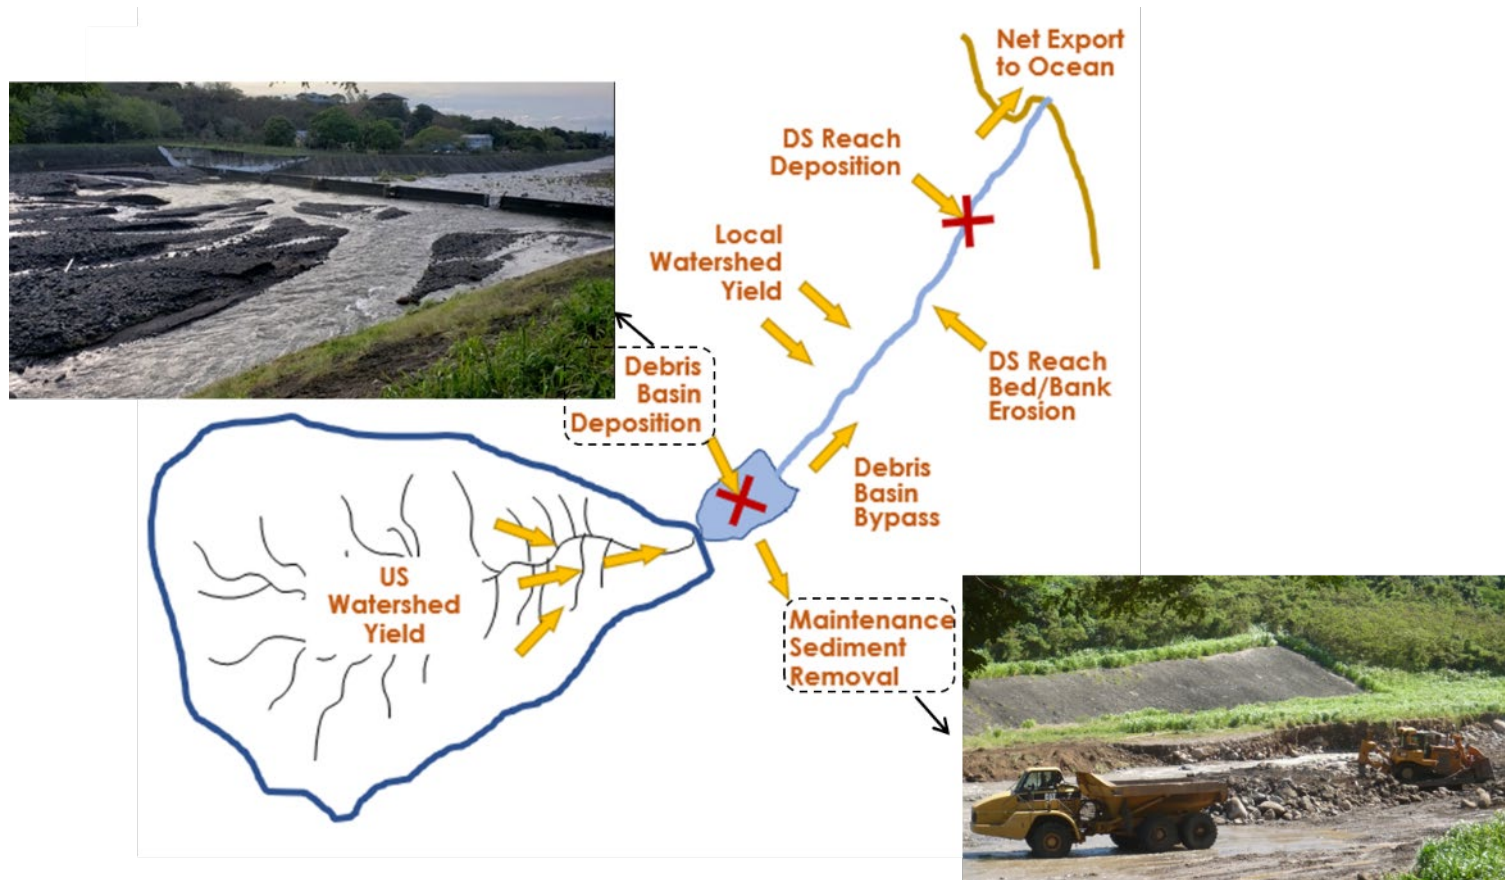 Net Export
to Ocean
DS Reach
Deposition
Local
Watershed
Yield
DS Reach
Bed/Bank
Erosion
Debris
Basin
Deposition
Debris
Basin
Bypass
US
Watershed
Yield
Maintenance
Sediment
Removal